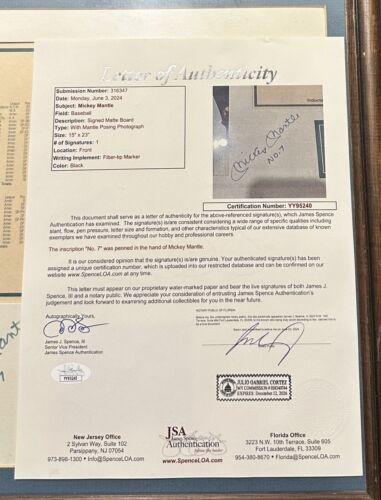 Letter of Authenticity
Submission Number: 316347
Date: Monday, June 3, 2024
Subject: Mickey Mantle
Field: Baseball
Description: Signed Matte Board
Type: With Mantle Posing Photograph
Size: 15" x 23"
# of Signatures: 1
Location: Front
Writing Implement: Fiber-tip Marker
Color: Black
Mickey Mantle
No. 7
Certification Number: YY95240
This document shall serve as a letter of authenticity for the above-referenced signature(s), which James Spence
Authentication has examined. The signature(s) is/are consistent considering a wide range of specific qualities including
slant, flow, pen pressure, letter size and formation, and other characteristics typical of our extensive database of known
exemplars we have examined throughout our hobby and professional careers.
The inscription "No. 7" was penned in the hand of Mickey Mantle.
It is our considered opinion that the signature(s) is/are genuine. Your authenticated signature(s) has been
assigned a unique certification number, which is uploaded into our restricted database and can be confirmed on our
website www.SpenceLOA.com at any time.
This letter must appear on our proprietary water-marked paper and bear the live signatures of both James J.
Spence, III, and a notary public. We appreciate your consideration of entrusting James Spence Authentication's
judgement and look forward to examining additional collectibles for you in the near future.
Autographically Yours,
James J. Spence, III
Senior Vice President
James Spence Authentication
YY95240
NOTARY PUBLIC OF FLORIDA
JULIO GABRIEL CORTEZ
EXPIRES: December 12, 2026
New Jersey Office
2 Sylvan Way, Suite 102
Parsippany, NJ 07054
973-898-1300 • Info@SpenceLOA.com
JSA
James Spence
Authentication
www.SpenceLOA.com
Florida Office
3223 N.W. 10th Terrace, Suite 605
Fort Lauderdale, FL 33309
954-380-8670 • Florida@SpenceLOA.com